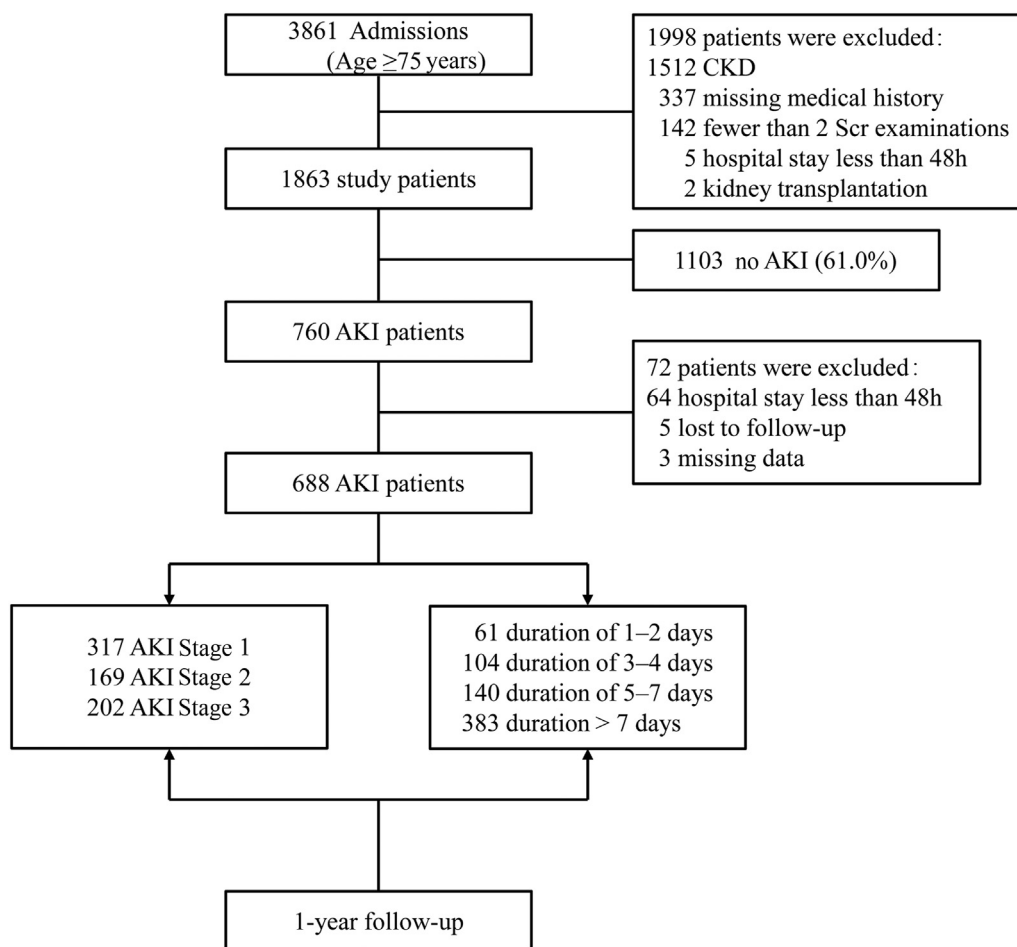 3861 Admissions
(Age ≥75 years)
1998 patients were excluded:
1512 CKD
337 missing medical history
142 fewer than 2 Scr examinations
5 hospital stay less than 48h
2 kidney transplantation
1863 study patients
1103 no AKI (61.0%)
760 AKI patients
72 patients were excluded:
64 hospital stay less than 48h
5 lost to follow-up
3 missing data
688 AKI patients
317 AKI Stage 1
169 AKI Stage 2
202 AKI Stage 3
61 duration of 1–2 days
104 duration of 3–4 days
140 duration of 5–7 days
383 duration > 7 days
1-year follow-up